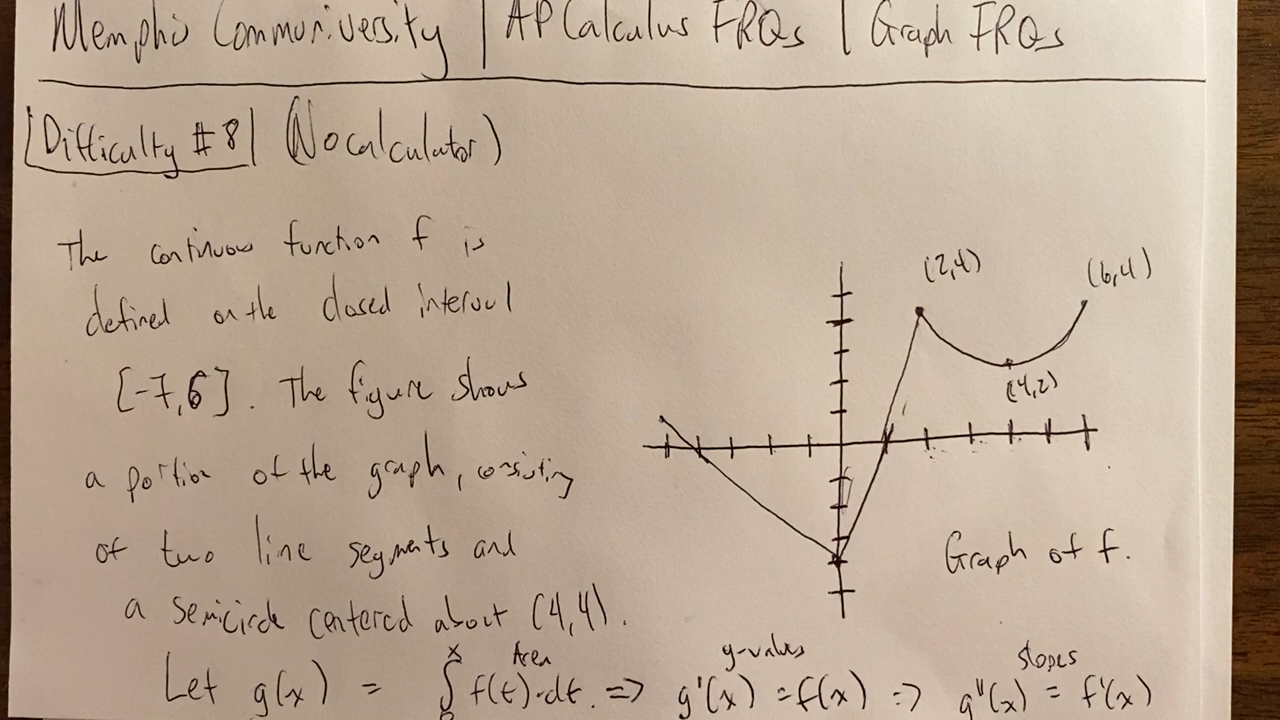 Memphis Communiversity | AP Calculus FRQs | Graph FRQs
Difficulty #8 (No calculator)
The continuous function f is
defined on the closed interval
[-7,6]. The figure shows
a portion of the graph, consisting
of two line segments and
a semicircle centered about (4,4).
(2,4)
(6,4)
(4,2)
Graph of f.
Area y-values slopes
Let g(x) = ∫ˣ f(t)·dt. => g'(x) = f(x) => g''(x) = f'(x)